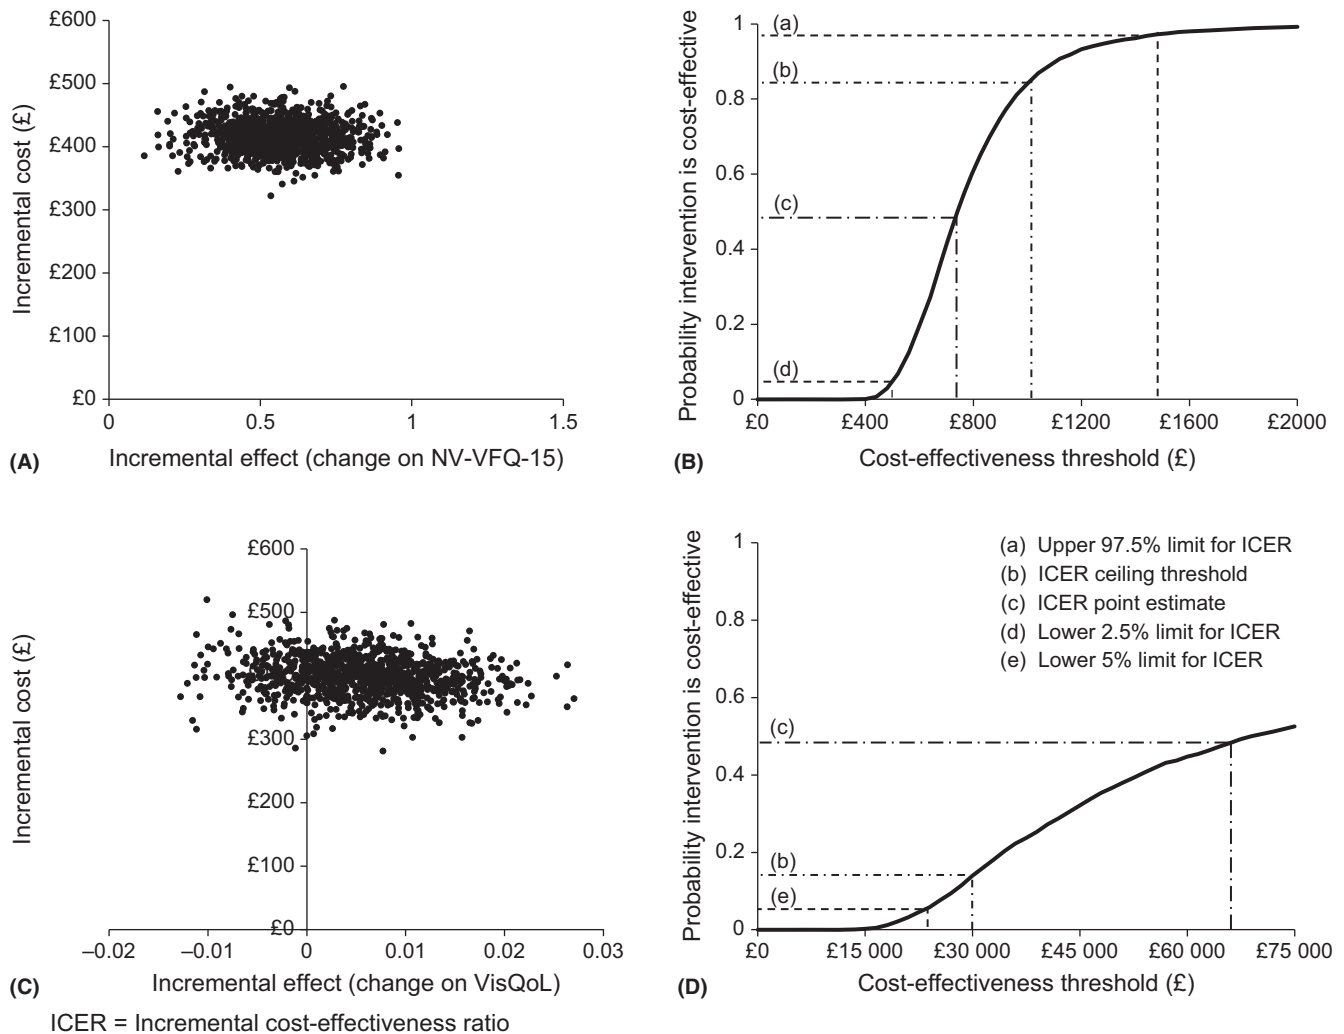 £600
£500
£400
£300
£200
£100
£0
0
0.5
1
1.5
Incremental cost (£)
Incremental effect (change on NV-VFQ-15)
(A)
1
0.8
0.6
0.4
0.2
0
(a)
(b)
(c)
(d)
£0
£400
£800
£1200
£1600
£2000
Probability intervention is cost-effective
Cost-effectiveness threshold (£)
(B)
£600
£500
£300
£200
£100
£0
–0.02
–0.01
0
0.01
0.02
0.03
Incremental cost (£)
Incremental effect (change on VisQoL)
(C)
1
0.8
0.6
0.4
0.2
0
(a) Upper 97.5% limit for ICER
(b) ICER ceiling threshold
(c) ICER point estimate
(d) Lower 2.5% limit for ICER
(e) Lower 5% limit for ICER
(c)
(b)
(e)
£0
£15 000
£30 000
£45 000
£60 000
£75 000
Probability intervention is cost-effective
Cost-effectiveness threshold (£)
(D)
ICER = Incremental cost-effectiveness ratio